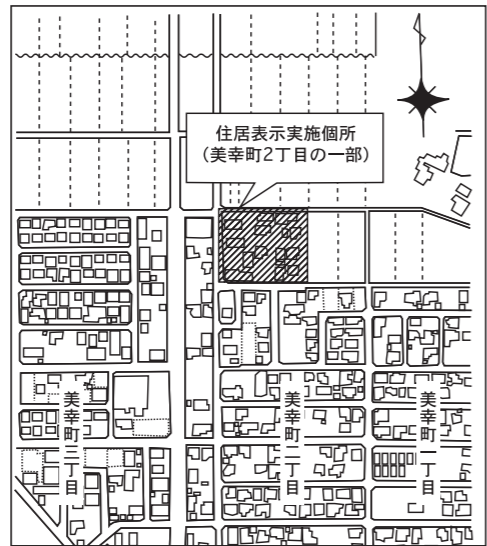 住居表示実施個所
（美幸町2丁目の一部）
美幸町三丁目
美幸町二丁目
美幸町一丁目